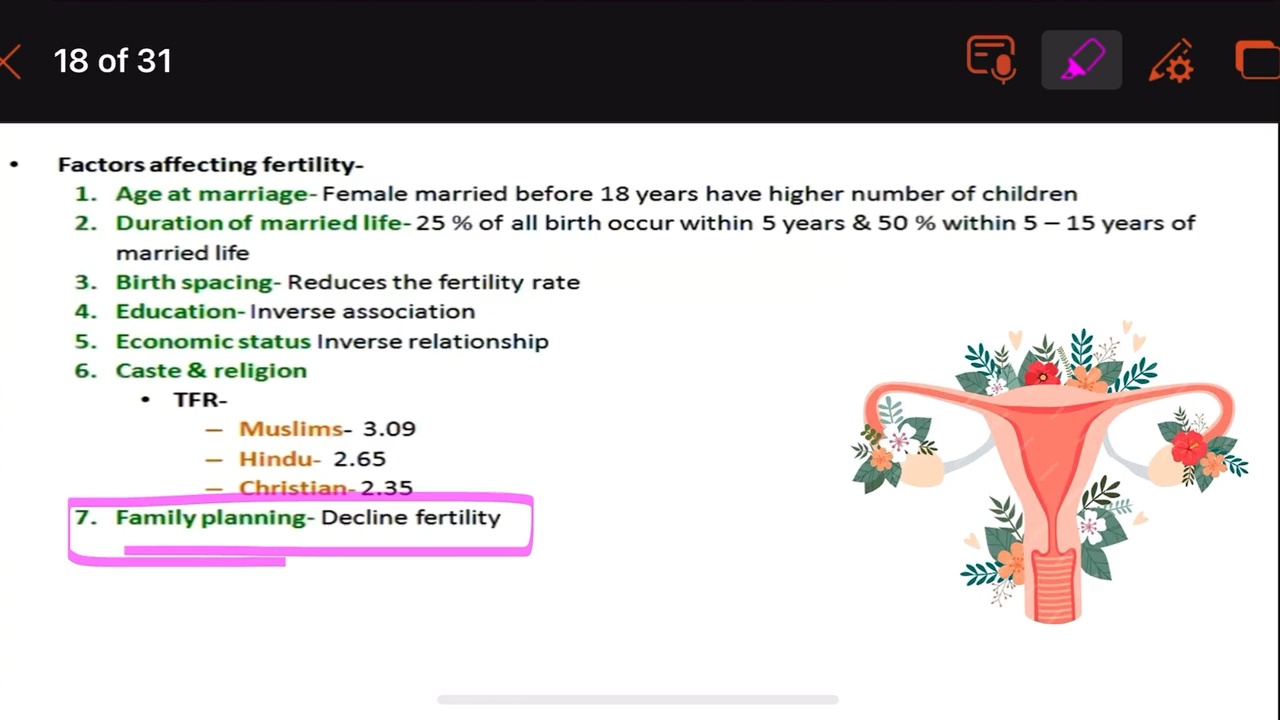 18 of 31
• Factors affecting fertility-
1. Age at marriage- Female married before 18 years have higher number of children
2. Duration of married life- 25 % of all birth occur within 5 years & 50 % within 5 – 15 years of
married life
3. Birth spacing- Reduces the fertility rate
4. Education- Inverse association
5. Economic status Inverse relationship
6. Caste & religion
• TFR-
– Muslims- 3.09
– Hindu- 2.65
– Christian- 2.35
7. Family planning- Decline fertility